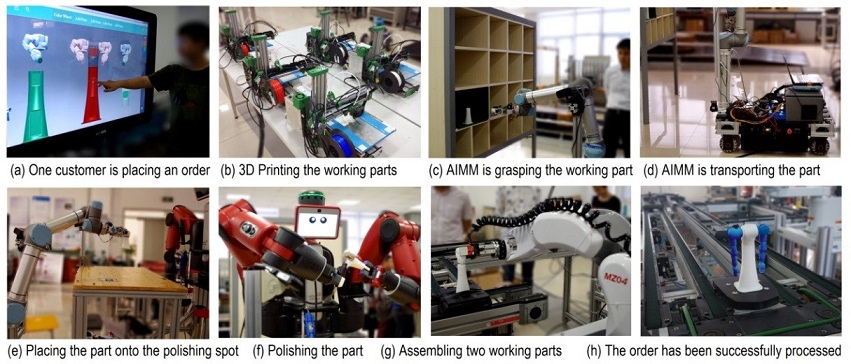 (a) One customer is placing an order
(b) 3D Printing the working parts
(c) AIMM is grasping the working part
(d) AIMM is transporting the part
MZ04
(e) Placing the part onto the polishing spot
(f) Polishing the part
(g) Assembling two working parts
(h) The order has been successfully processed